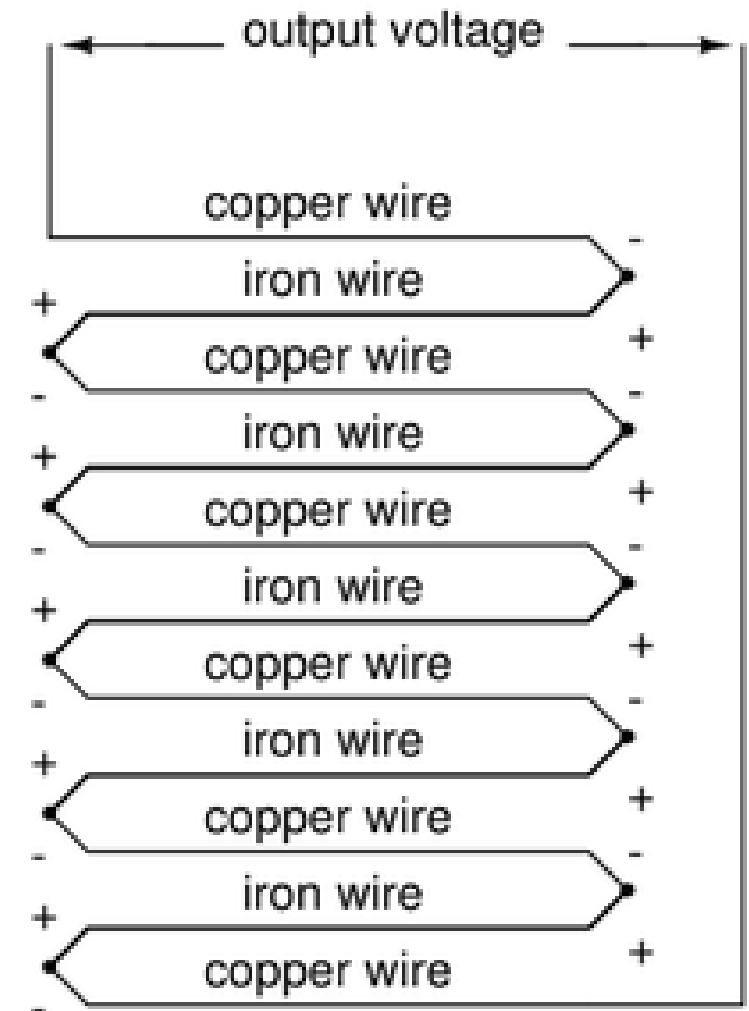 output voltage
copper wire
-
iron wire
+
+
copper wire
-
-
iron wire
+
+
copper wire
-
-
iron wire
+
+
copper wire
-
-
iron wire
+
+
copper wire
-
-
iron wire
+
+
copper wire
-